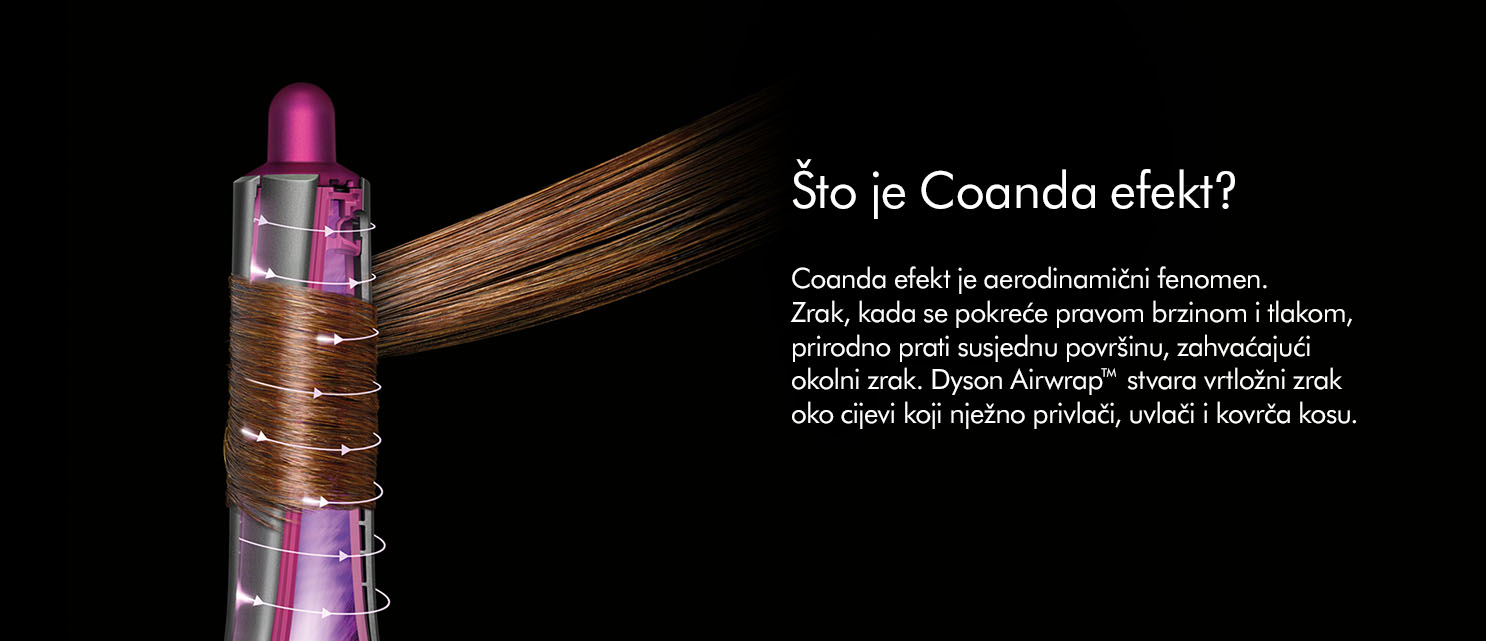 Što je Coanda efekt?
Coanda efekt je aerodinamični fenomen.
Zrak, kada se pokreće pravom brzinom i tlakom,
prirodno prati susjednu površinu, zahvaćajući
okolni zrak. Dyson Airwrap™ stvara vrtložni zrak
oko cijevi koji nježno privlači, uvlači i kovrča kosu.